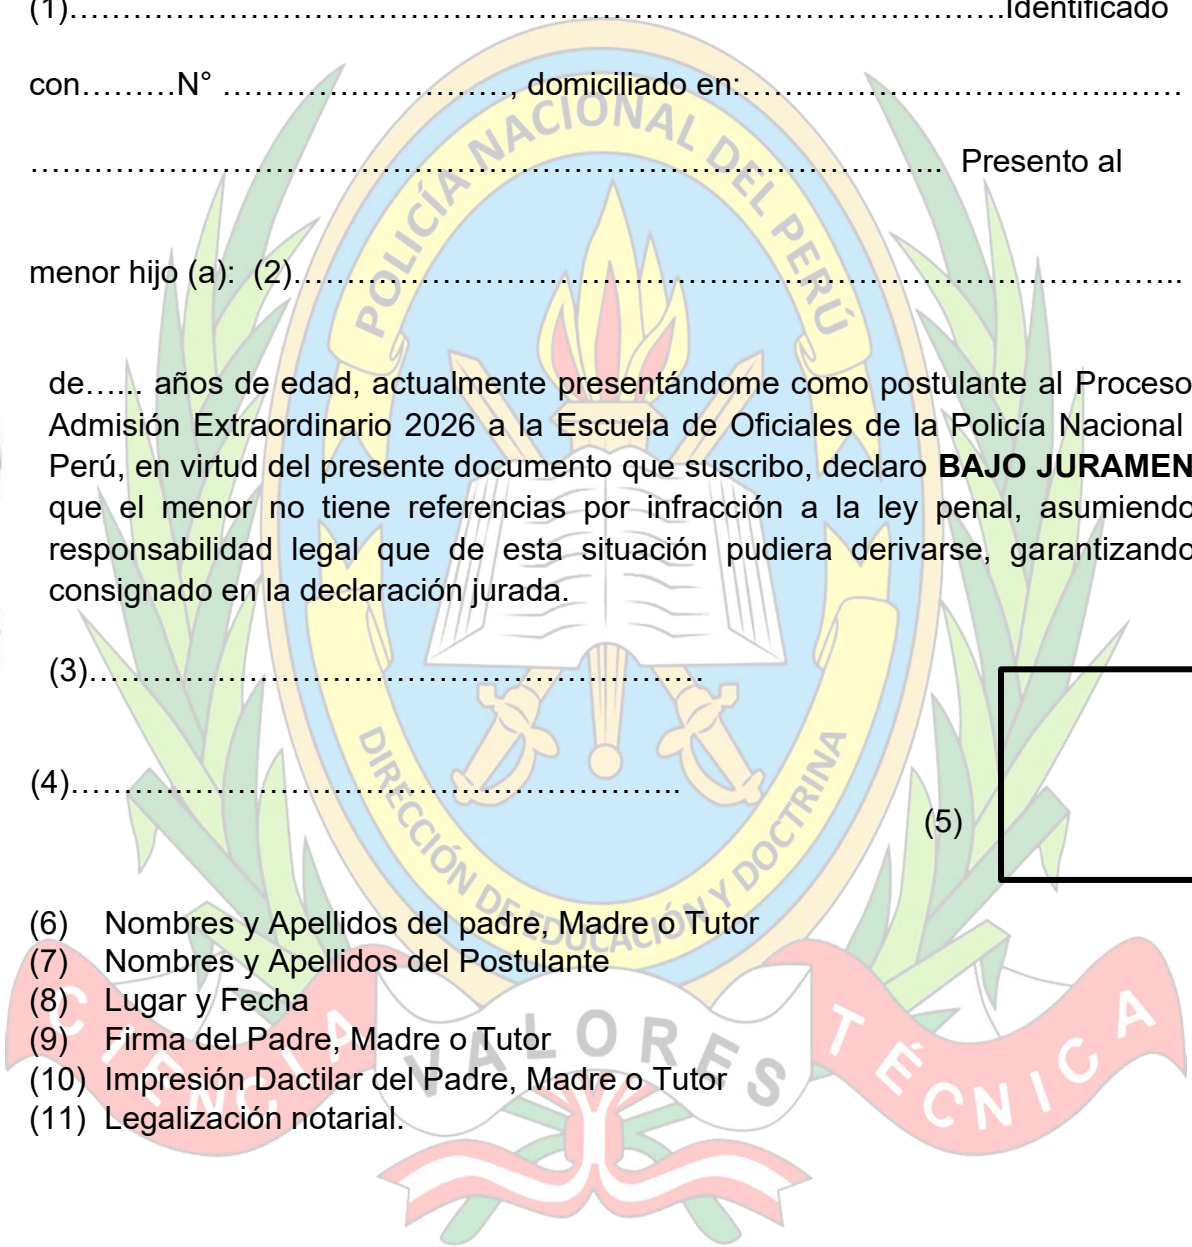 (1)……………………………………………………………………………….Identificado
con………N° ………………………, domiciliado en:……………………………………
…………………………………………………………………………….. Presento al
menor hijo (a): (2)…………………………………………………………………………..
de…... años de edad, actualmente presentándome como postulante al Proceso
Admisión Extraordinario 2026 a la Escuela de Oficiales de la Policía Nacional
Perú, en virtud del presente documento que suscribo, declaro BAJO JURAMEN
que el menor no tiene referencias por infracción a la ley penal, asumiendo
responsabilidad legal que de esta situación pudiera derivarse, garantizando
consignado en la declaración jurada.
(3)………………………………………………….
(4)…………………………………………………..
(5)
(6) Nombres y Apellidos del padre, Madre o Tutor
(7) Nombres y Apellidos del Postulante
(8) Lugar y Fecha
(9) Firma del Padre, Madre o Tutor
(10) Impresión Dactilar del Padre, Madre o Tutor
(11) Legalización notarial.
POLICÍA NACIONAL DEL PERÚ
DIRECCIÓN DE EDUCACIÓN Y DOCTRINA
CIENCIA VALORES TÉCNICA